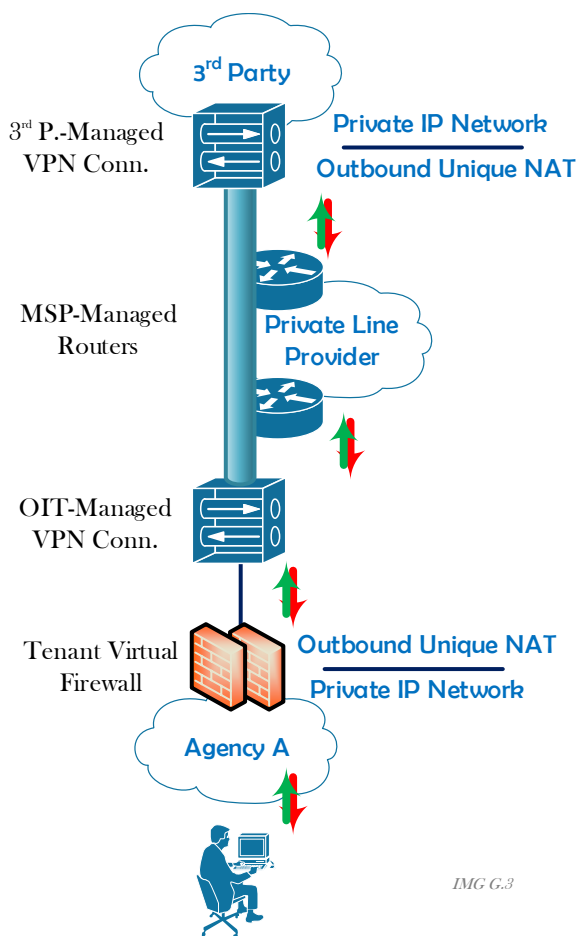 3rd Party
3rd P.-Managed
VPN Conn.
Private IP Network
Outbound Unique NAT
MSP-Managed
Routers
Private Line
Provider
OIT-Managed
VPN Conn.
Tenant Virtual
Firewall
Outbound Unique NAT
Private IP Network
Agency A
IMG G.3